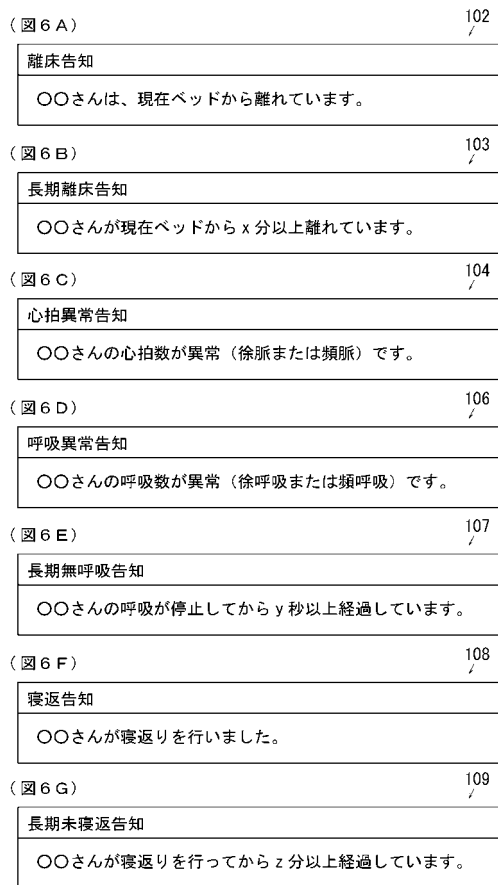 (図6A)
102
離床告知
○○さんは、現在ベッドから離れています。
(図6B)
103
長期離床告知
○○さんが現在ベッドからx分以上離れています。
(図6C)
104
心拍異常告知
○○さんの心拍数が異常（徐脈または頻脈）です。
(図6D)
106
呼吸異常告知
○○さんの呼吸数が異常（徐呼吸または頻呼吸）です。
(図6E)
107
長期無呼吸告知
○○さんの呼吸が停止してからy秒以上経過しています。
(図6F)
108
寝返告知
○○さんが寝返りを行いました。
(図6G)
109
長期未寝返告知
○○さんが寝返りを行ってからz分以上経過しています。